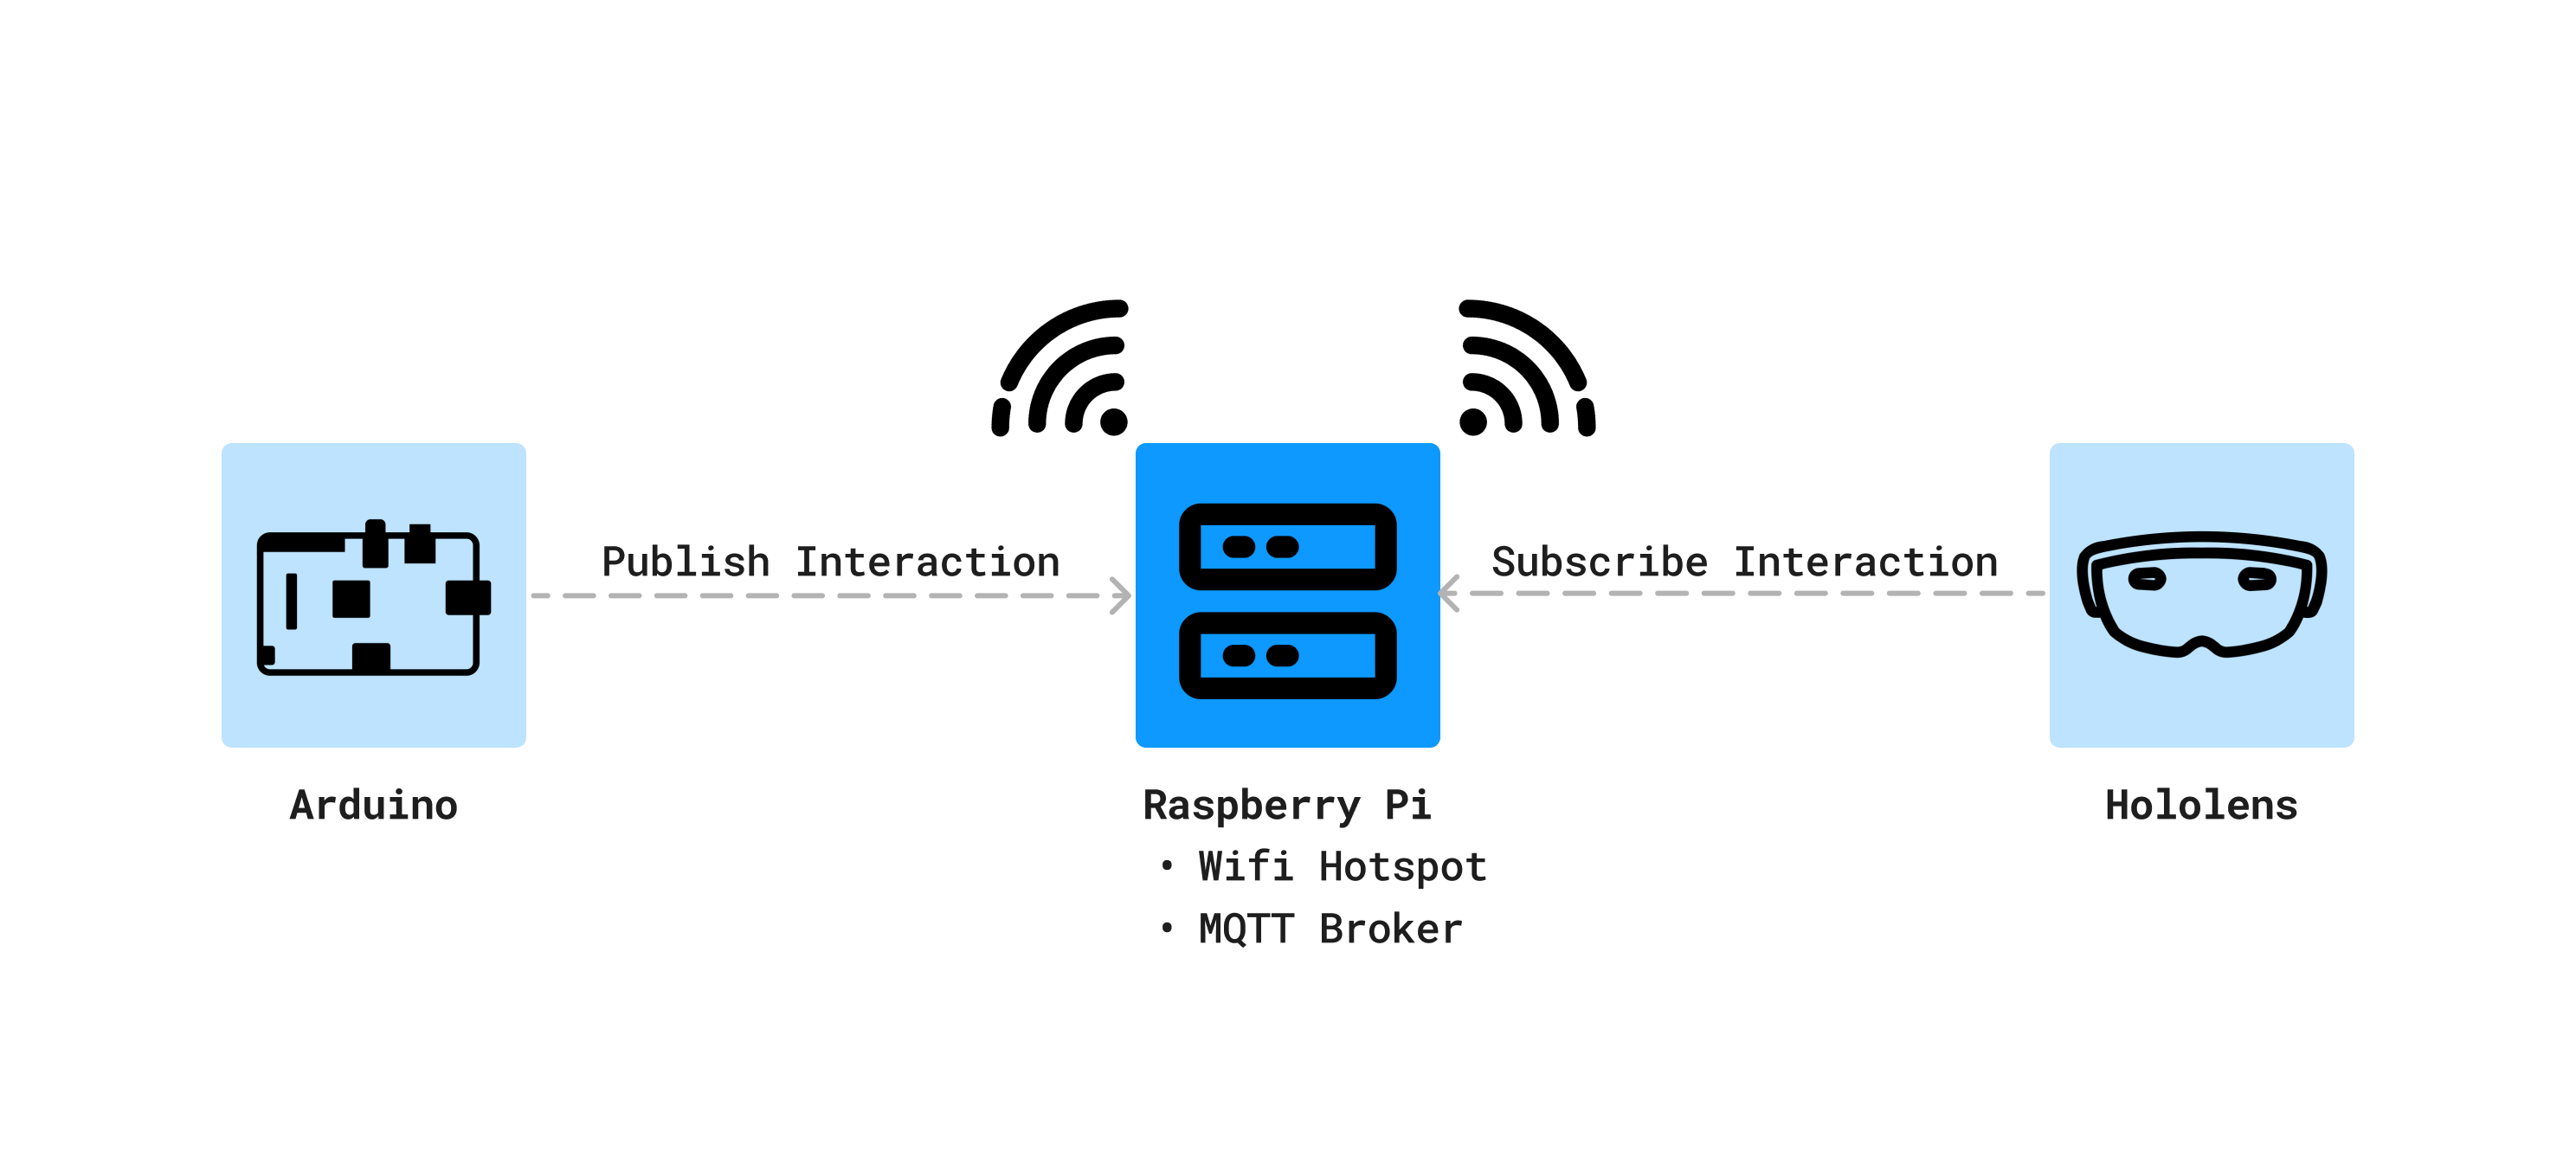 Publish Interaction
Subscribe Interaction
Arduino
Raspberry Pi
• Wifi Hotspot
• MQTT Broker
Hololens